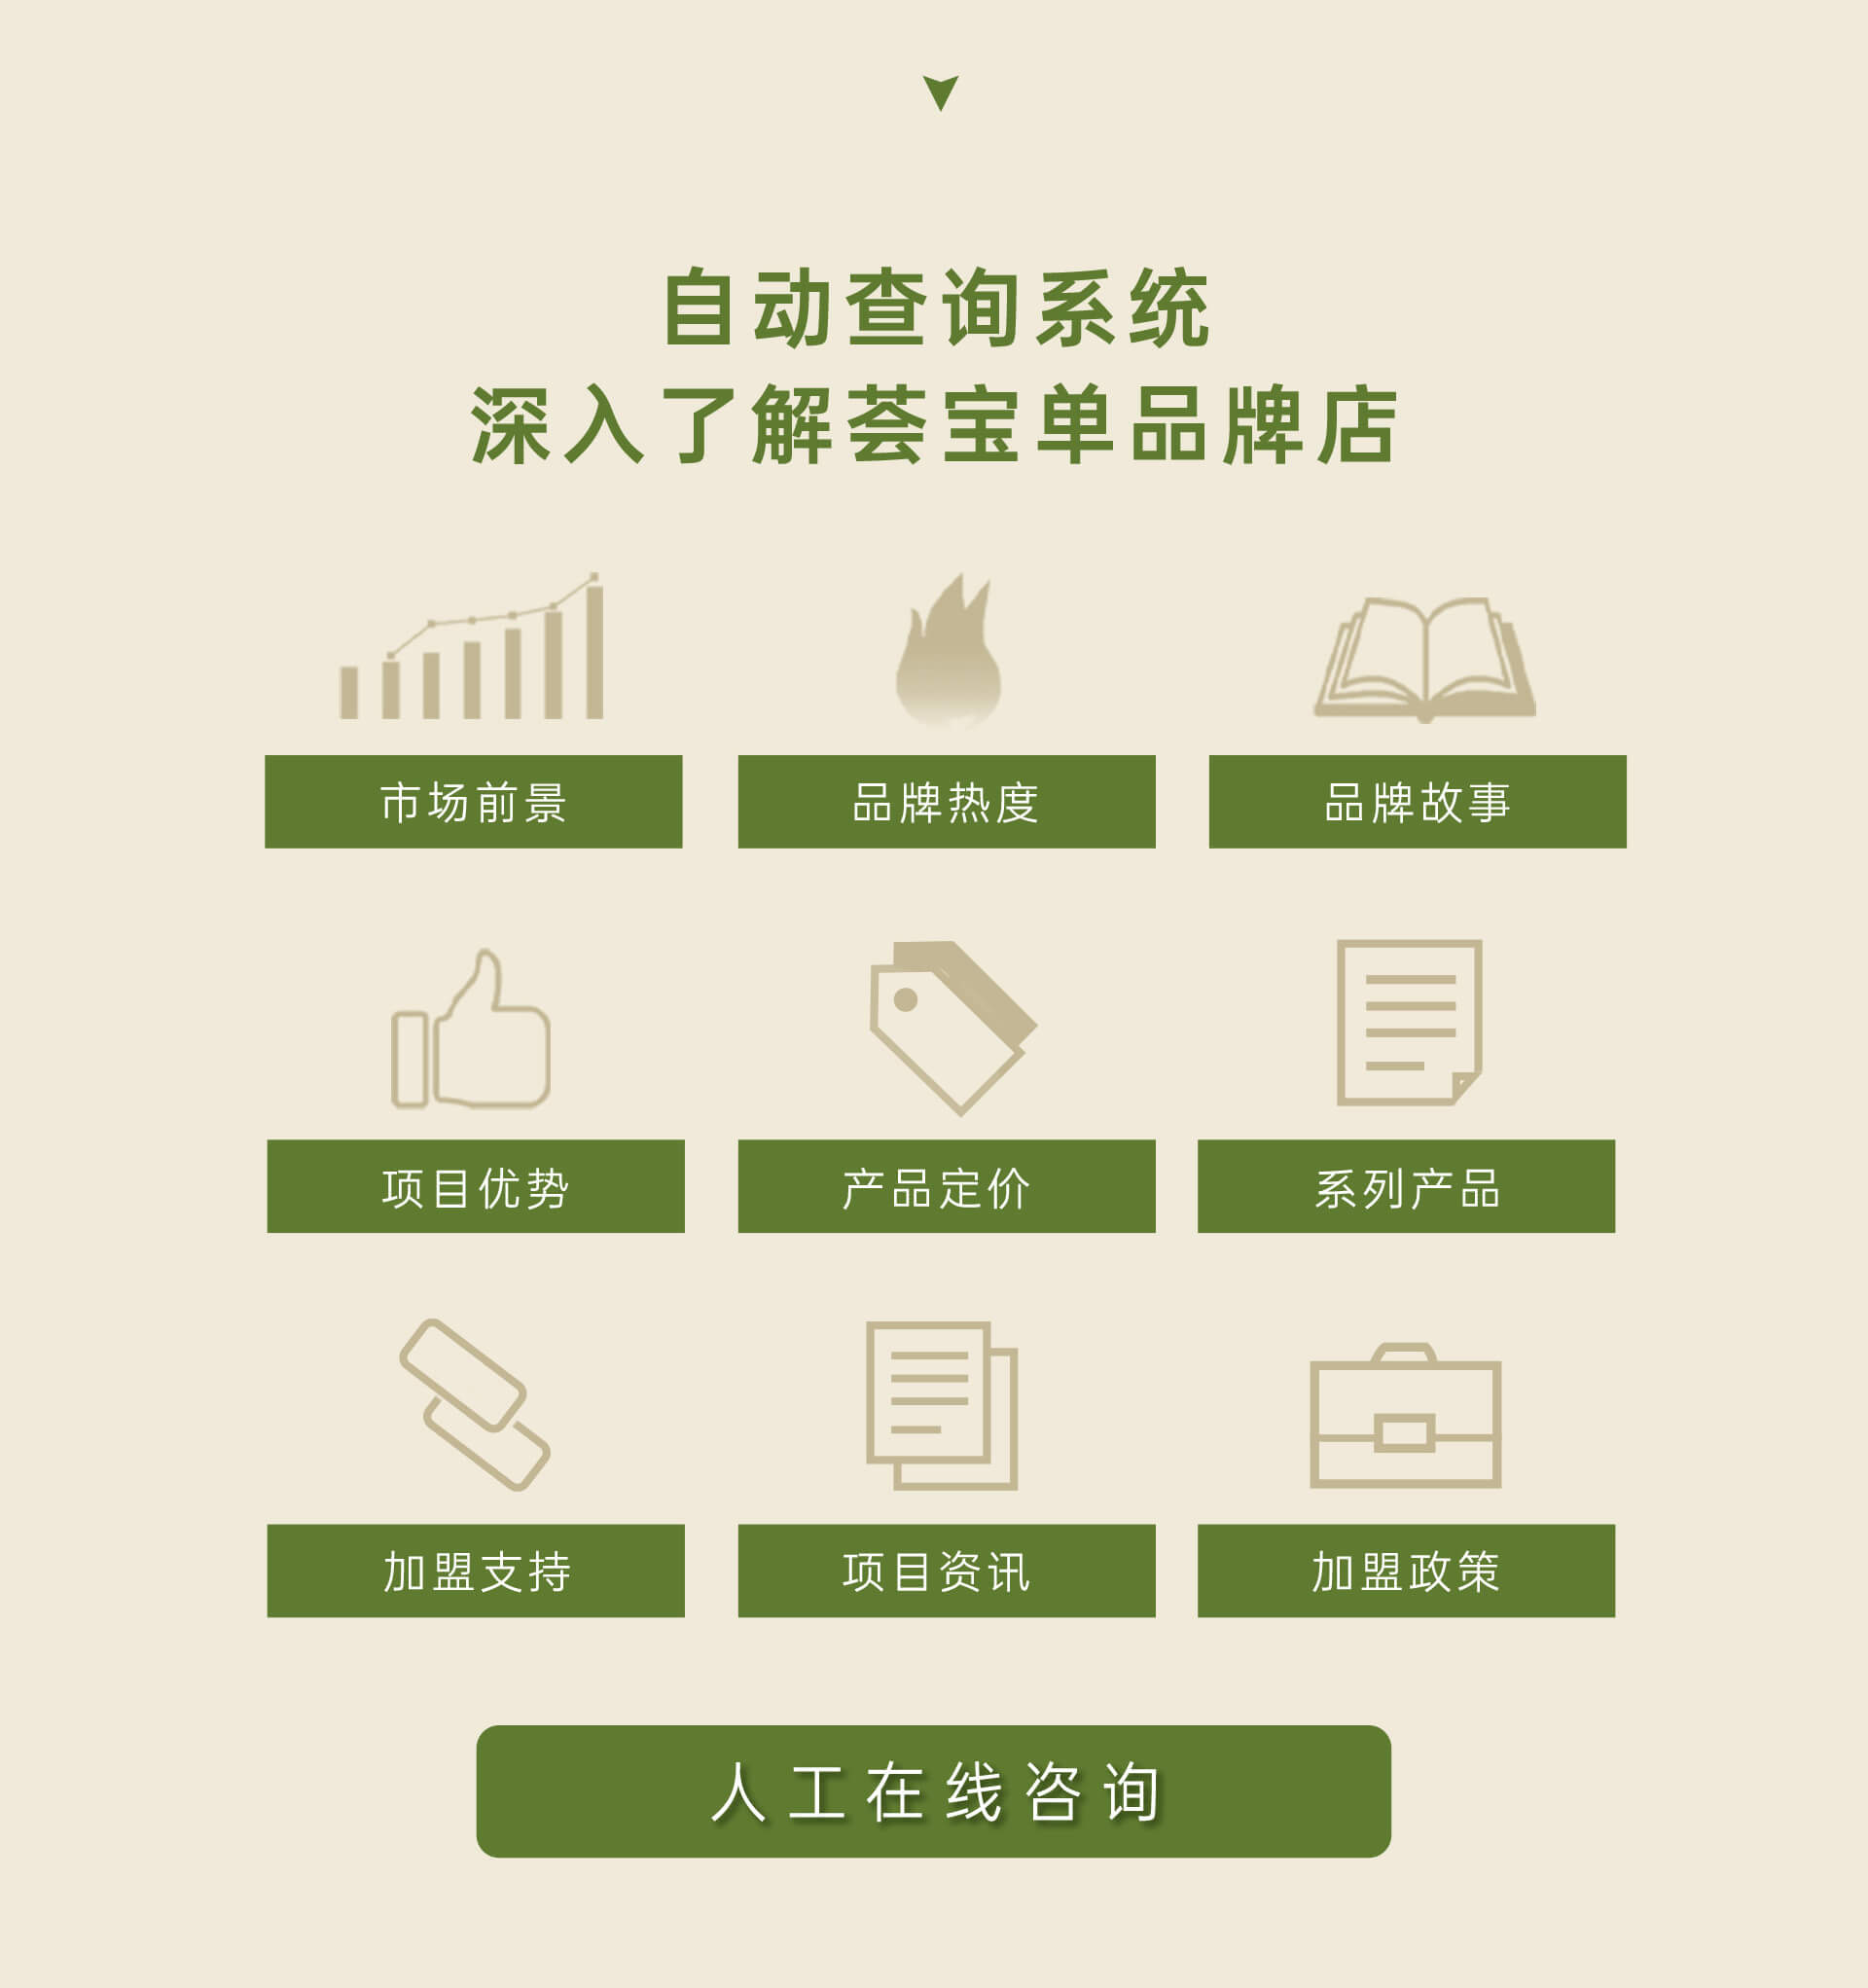 自动查询系统
深入了解荟宝单品牌店
市场前景
品牌热度
品牌故事
项目优势
产品定价
系列产品
加盟支持
项目资讯
加盟政策
人工在线咨询